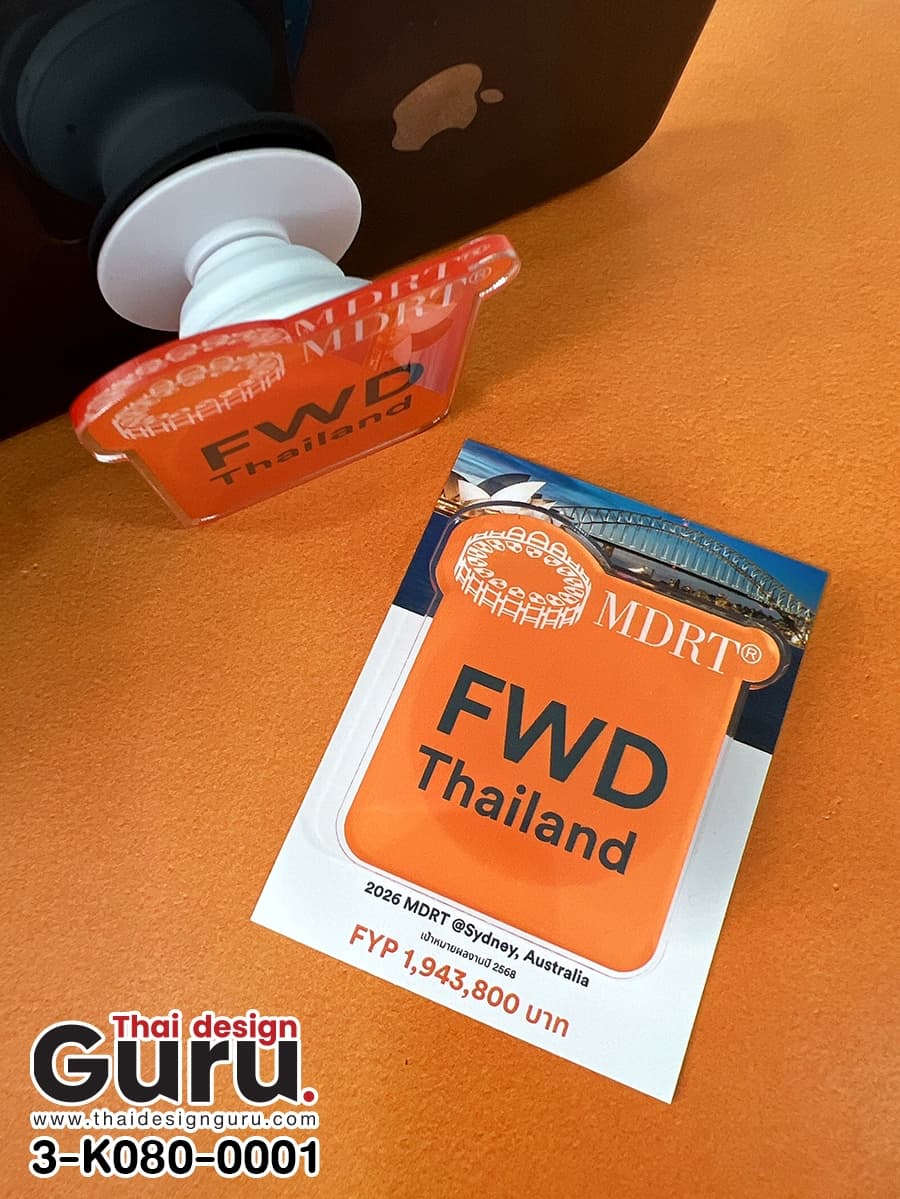 MDRT
MDRT®
FWD
Thailand
MDRT®
FWD
Thailand
2026 MDRT @Sydney, Australia
เป้าหมายผลงานปี 2568
FYP 1,943,800 บาท
Thai design
Guru.
www.thaidesignguru.com
3-K080-0001